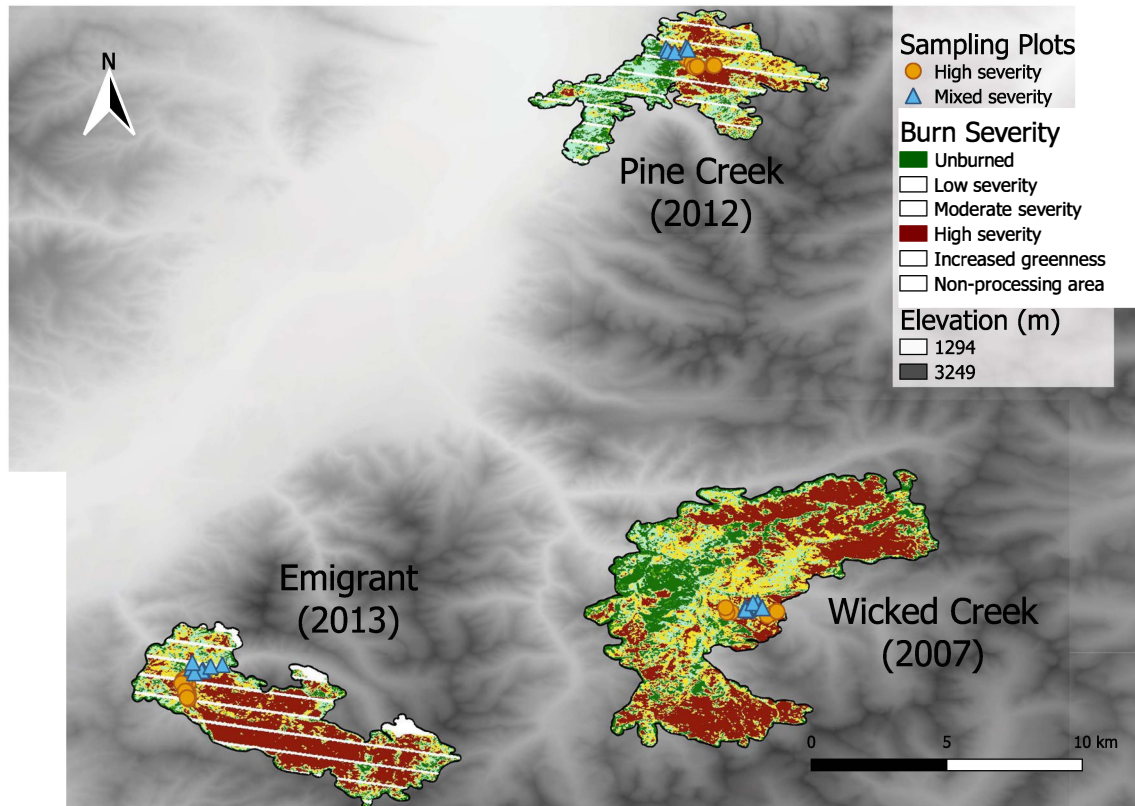 N
Sampling Plots
High severity
Mixed severity
Burn Severity
Unburned
Low severity
Moderate severity
High severity
Increased greenness
Non-processing area
Elevation (m)
1294
3249
Pine Creek
(2012)
Emigrant
(2013)
Wicked Creek
(2007)
0 5 10 km